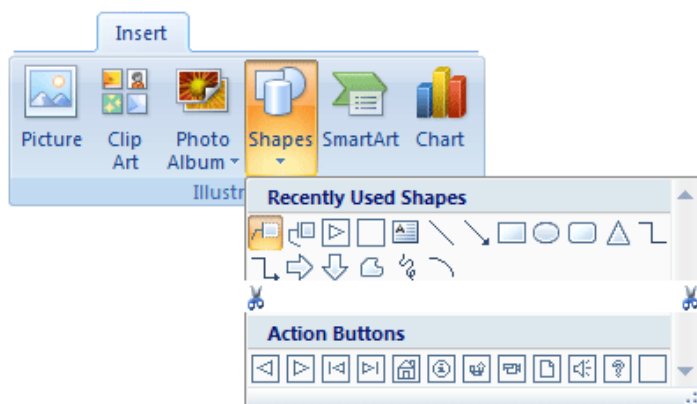 Insert
Picture Clip Art Photo Album Shapes SmartArt Chart
Illustr
Recently Used Shapes
Action Buttons